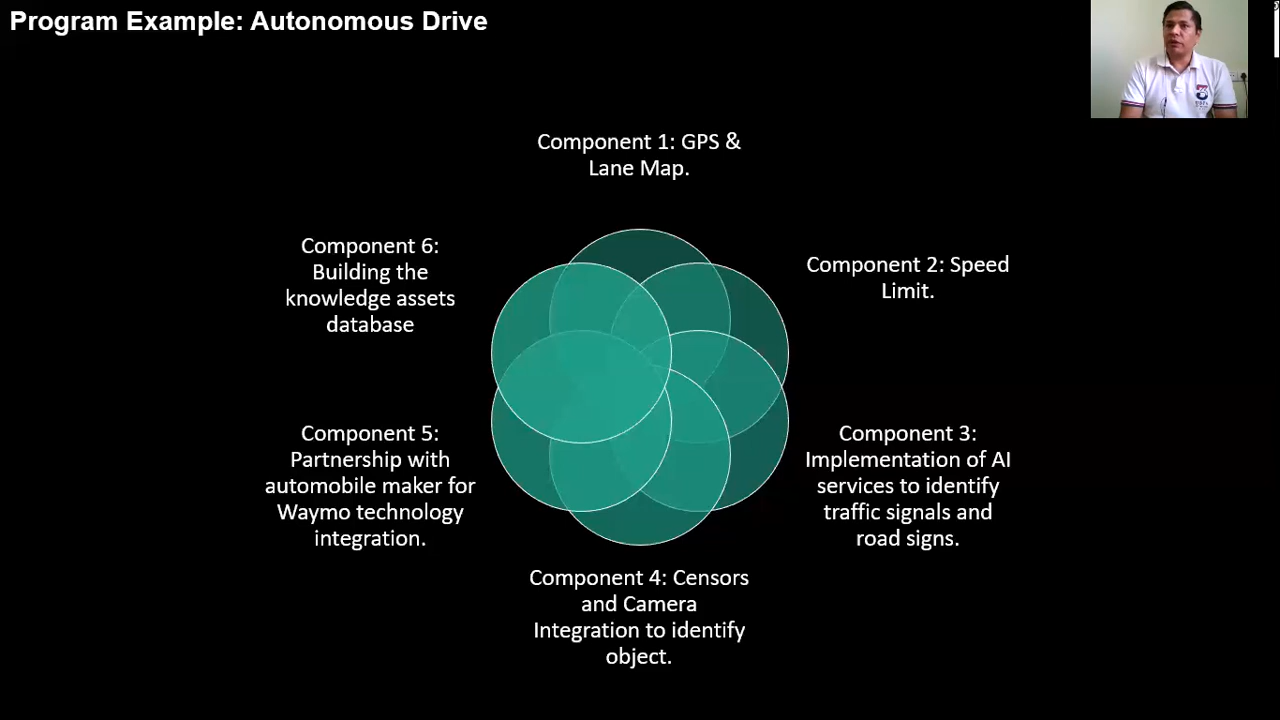 Program Example: Autonomous Drive
Component 1: GPS &
Lane Map.
Component 2: Speed
Limit.
Component 3:
Implementation of AI
services to identify
traffic signals and
road signs.
Component 4: Censors
and Camera
Integration to identify
object.
Component 5:
Partnership with
automobile maker for
Waymo technology
integration.
Component 6:
Building the
knowledge assets
database